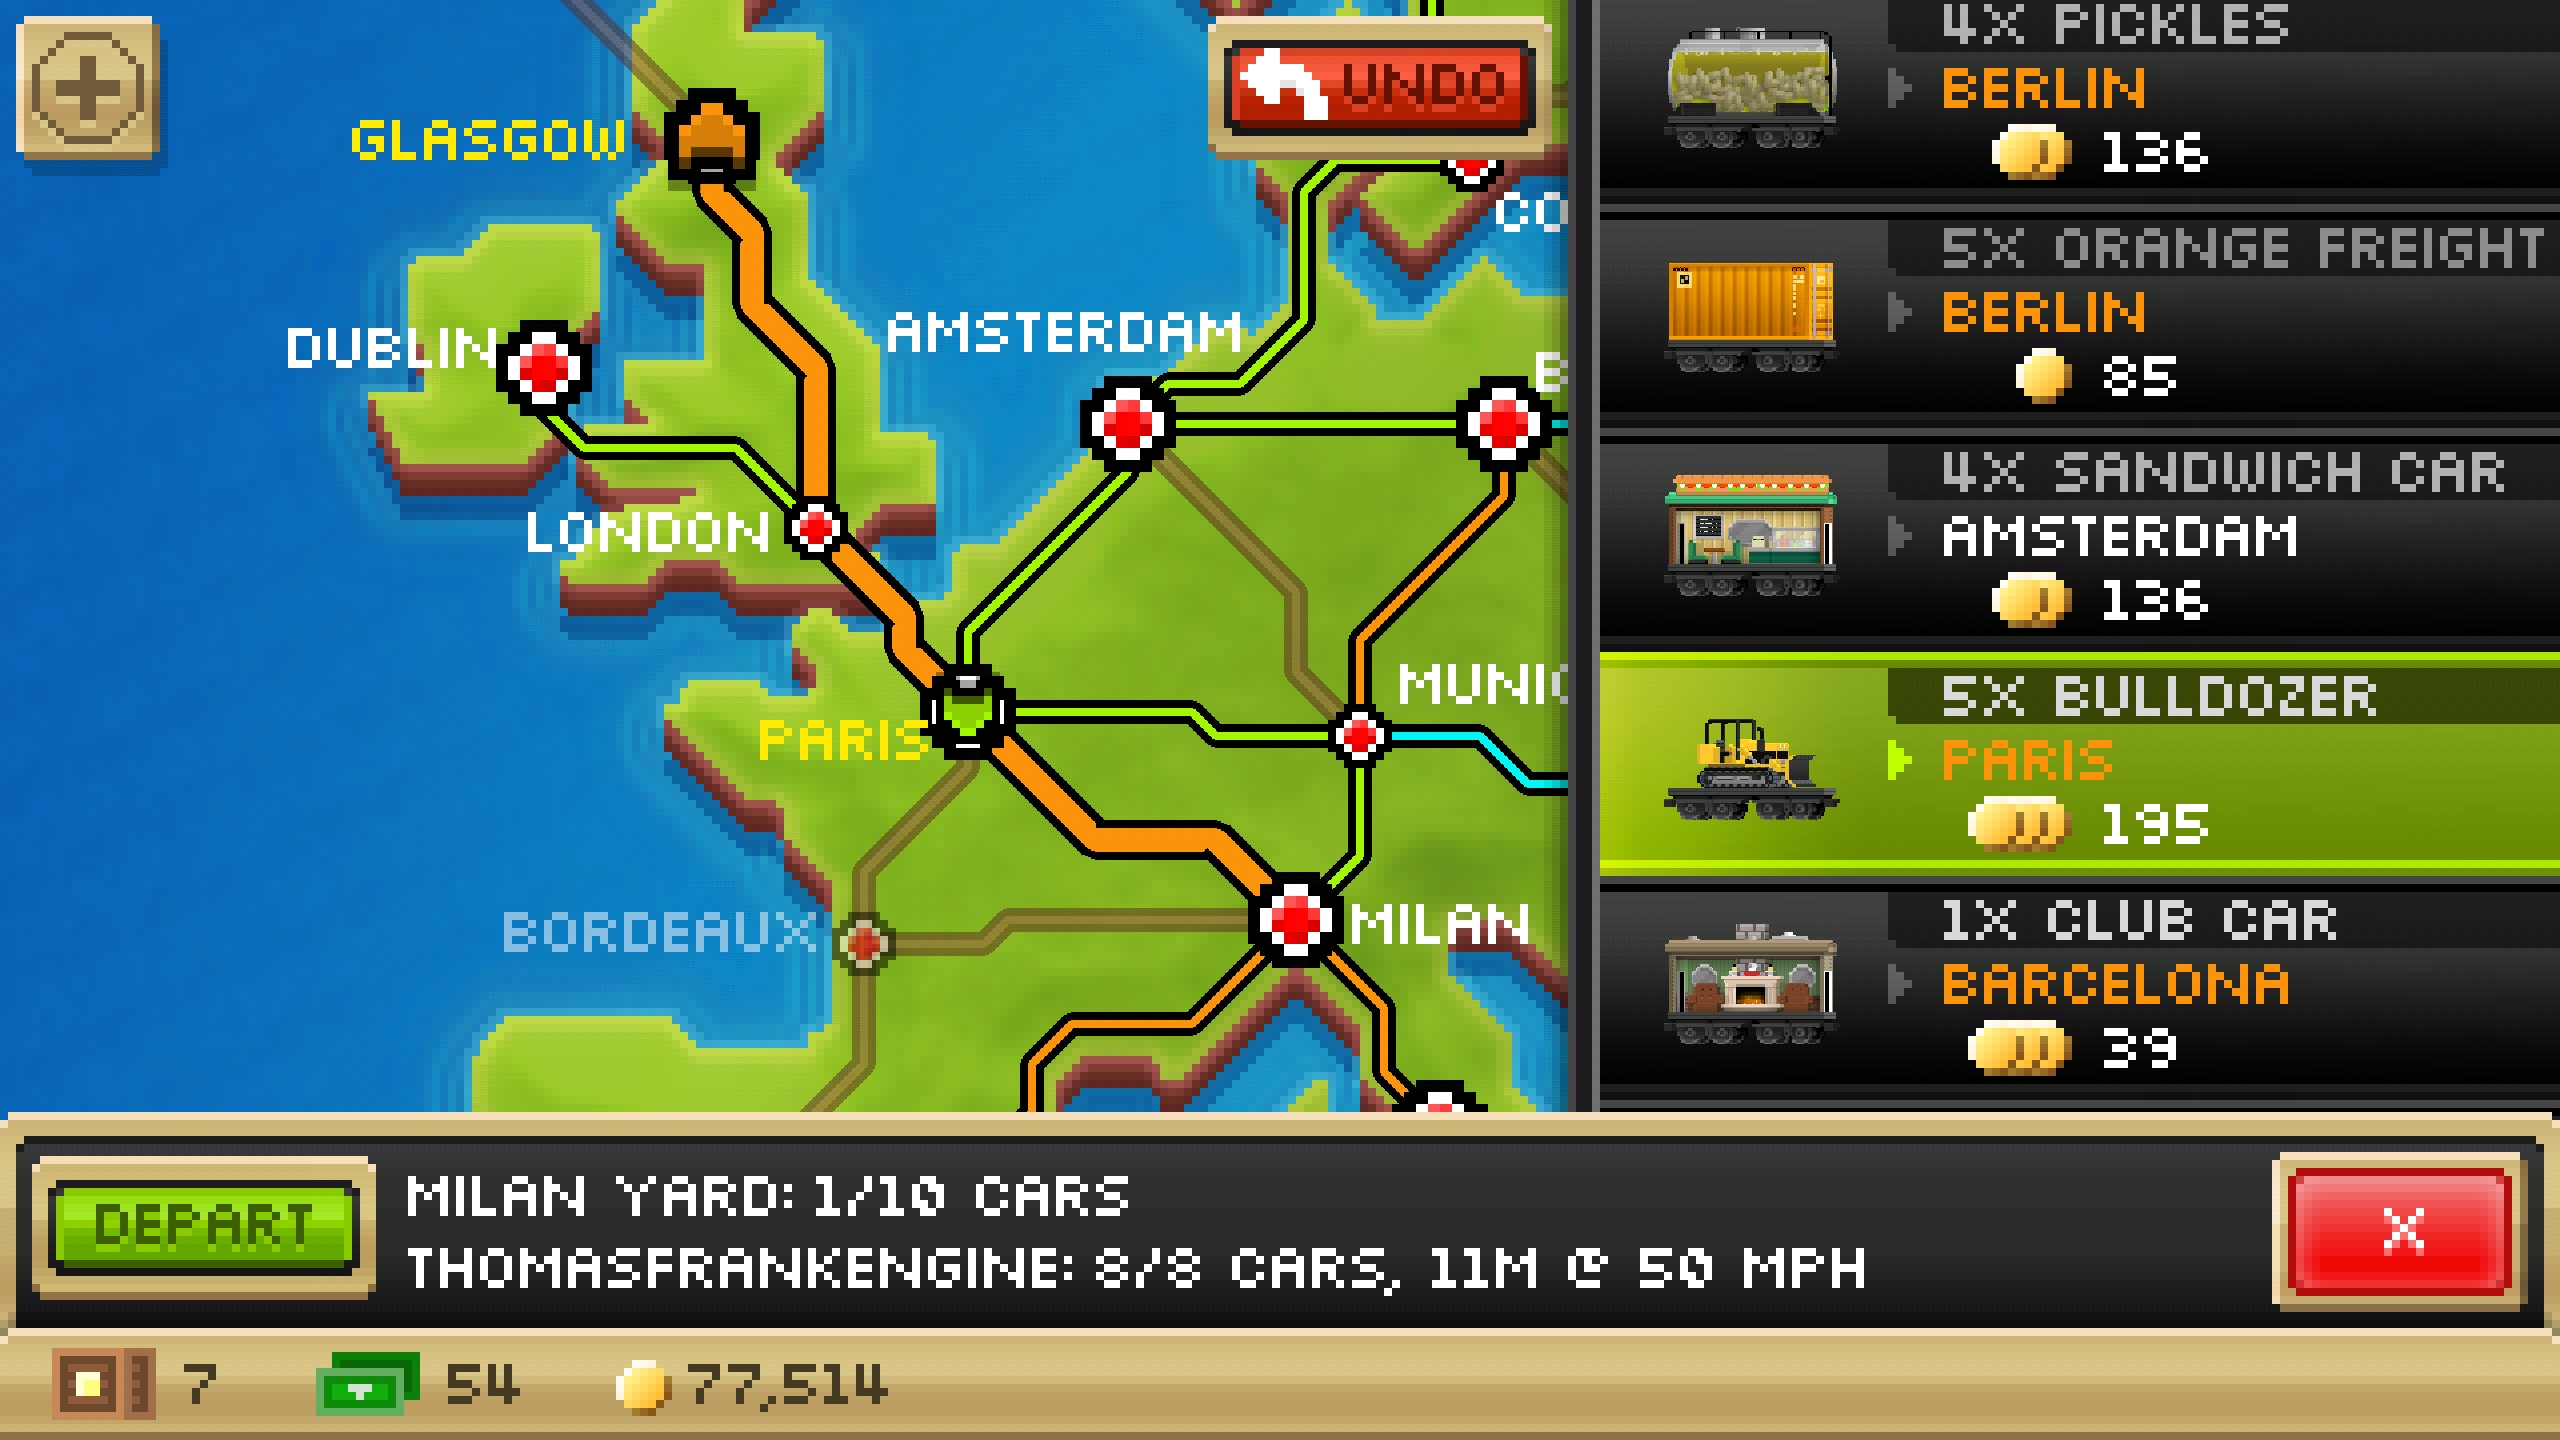 UNDO
GLASGOW
DUBLIN
AMSTERDAM
LONDON
PARIS
BORDEAUX
MILAN
4X PICKLES
BERLIN
136
5X ORANGE FREIGHT
BERLIN
85
4X SANDWICH CAR
AMSTERDAM
136
5X BULLDOZER
PARIS
195
1X CLUB CAR
BARCELONA
39
DEPART
MILAN YARD: 1/10 CARS
THOMASFRANKENGINE: 8/8 CARS, 11M @ 50 MPH
X
7
54
77,514